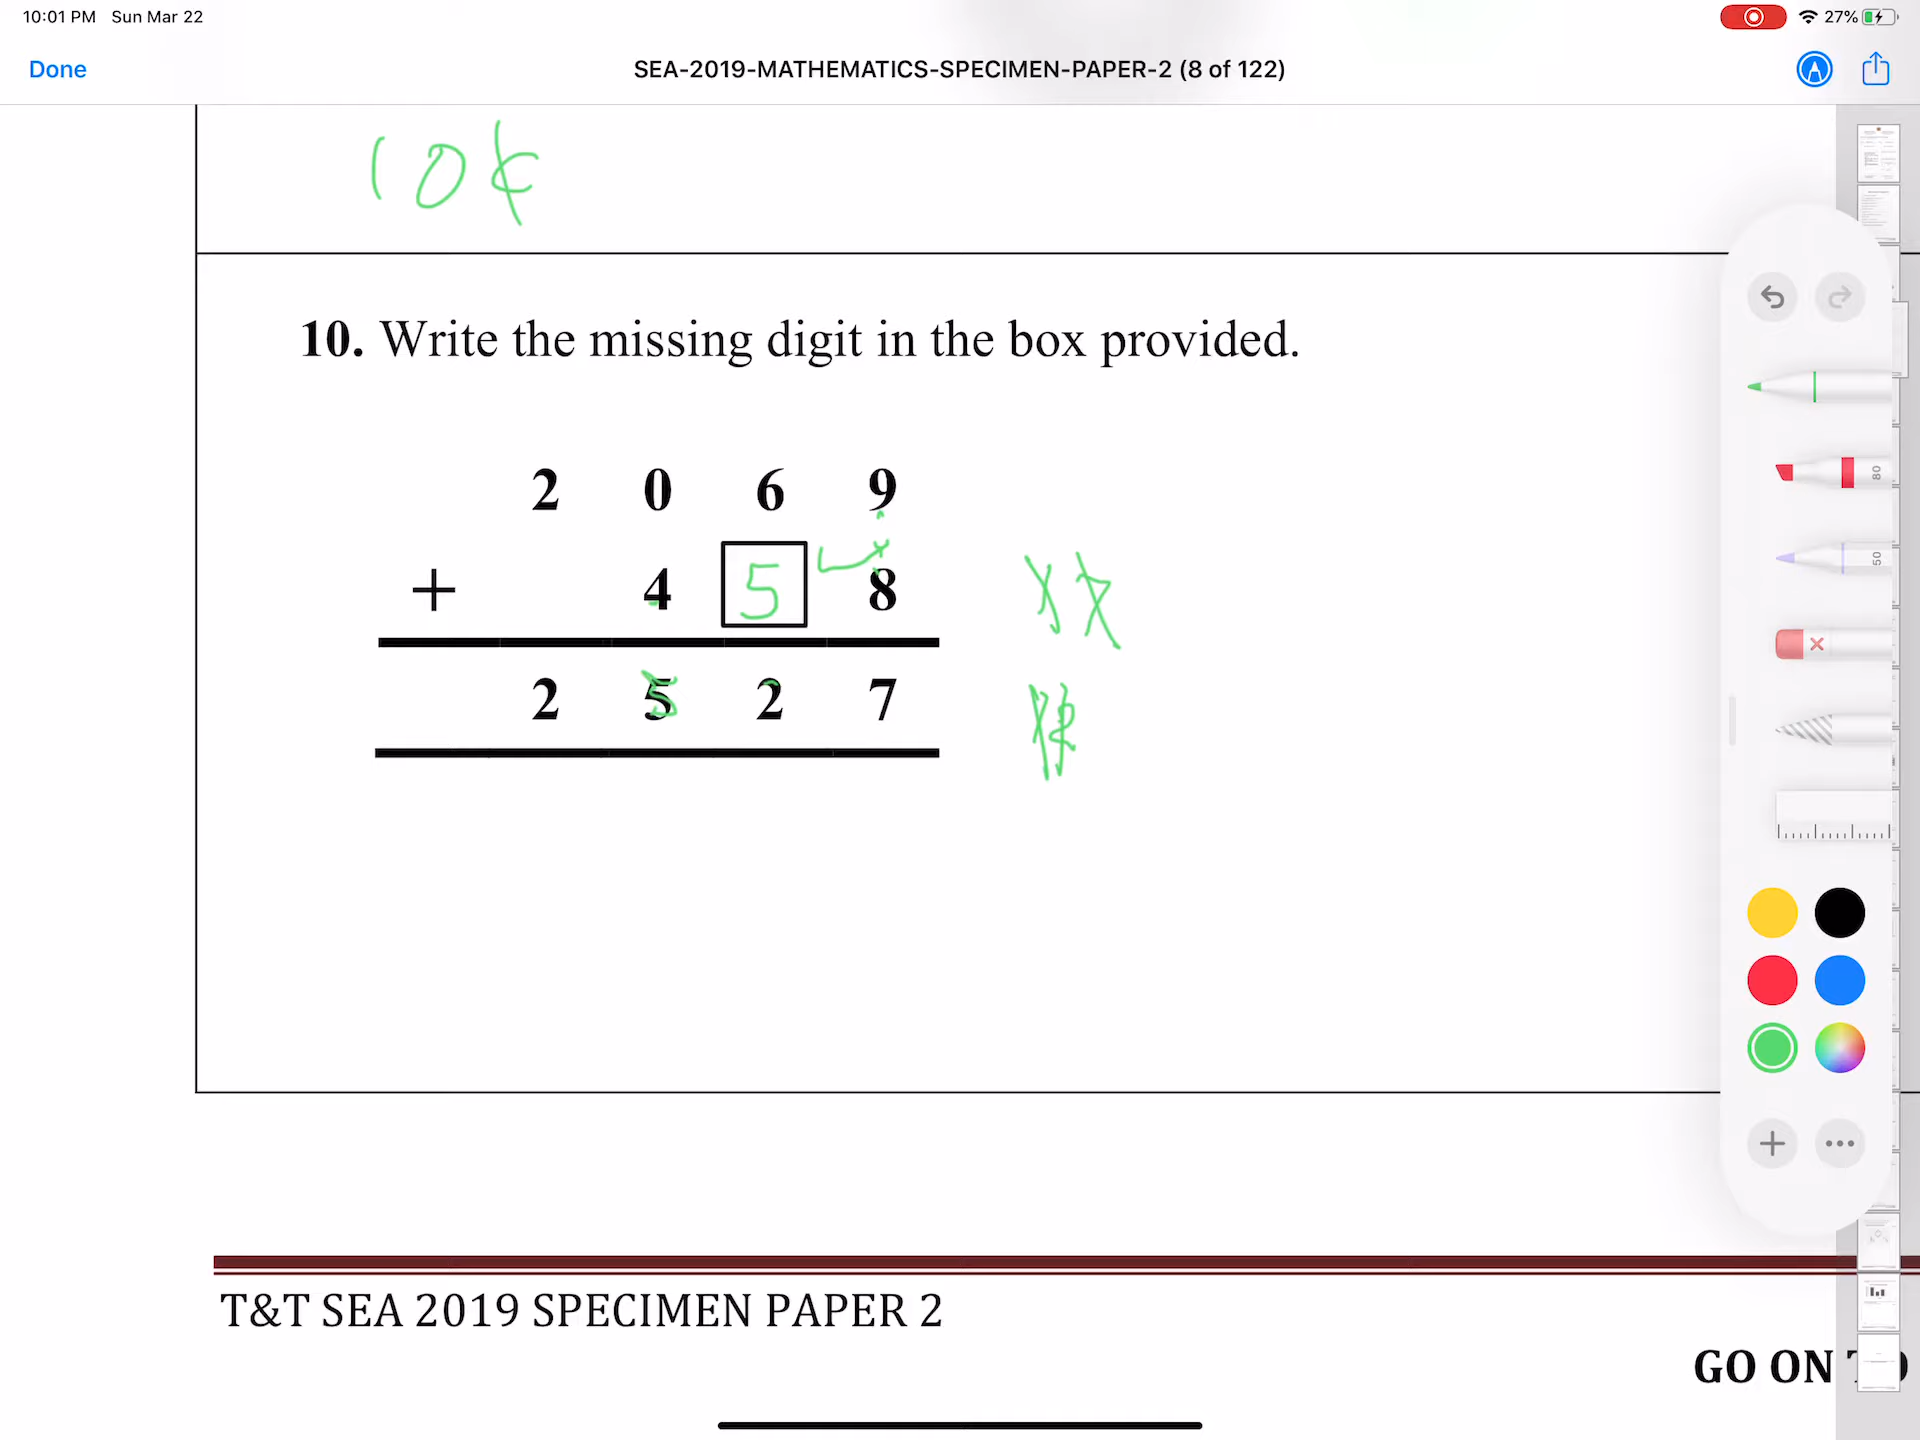 10:01 PM Sun Mar 22
27%
Done
SEA-2019-MATHEMATICS-SPECIMEN-PAPER-2 (8 of 122)
10¢
10. Write the missing digit in the box provided.
2 0 6 9
+ 4 5 8
2 5 2 7
80
50
T&T SEA 2019 SPECIMEN PAPER 2
GO ON